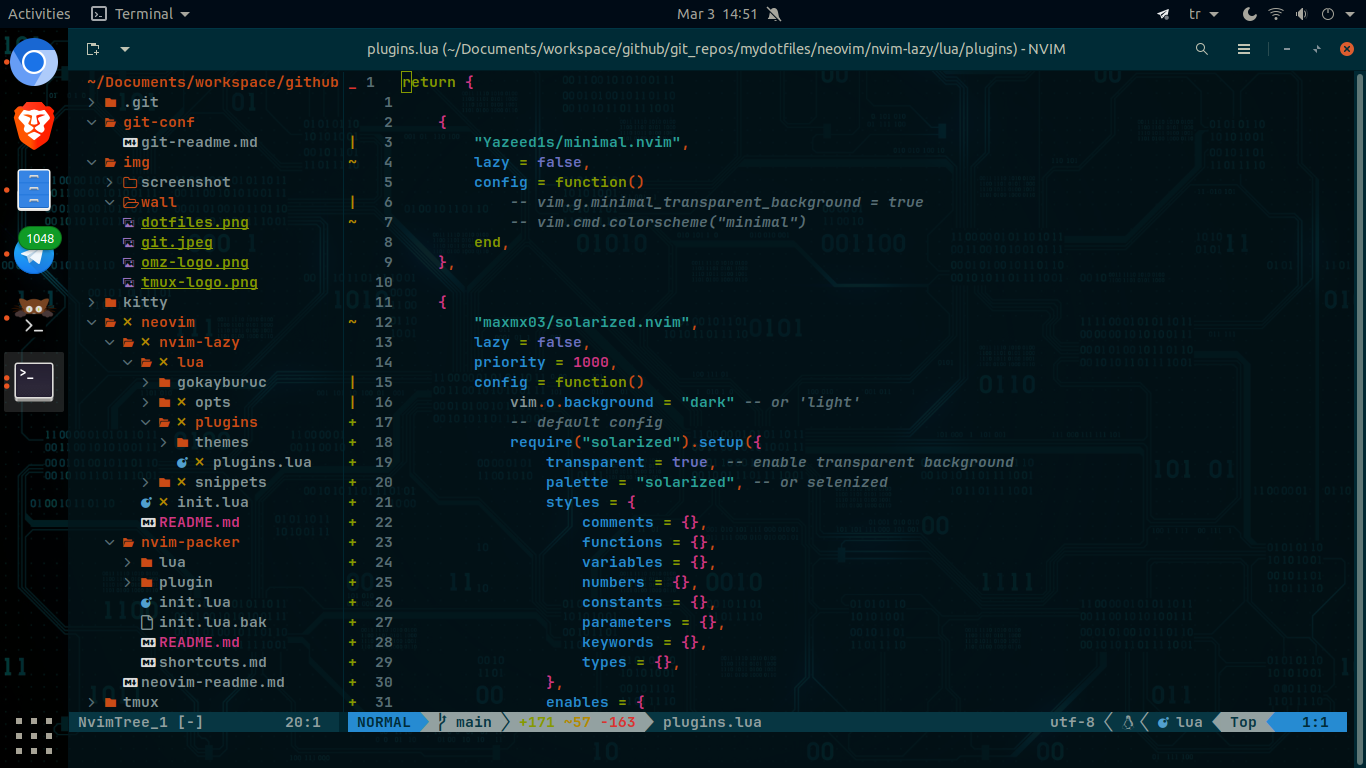 Activities Terminal Mar 3 14:51 tr
plugins.lua (~/Documents/workspace/github/git_repos/mydotfiles/neovim/nvim-lazy/lua/plugins) - NVIM
1048
>_
>_
~/Documents/workspace/github
.git
git-conf
git-readme.md
img
screenshot
wall
dotfiles.png
git.jpeg
omz-logo.png
tmux-logo.png
kitty
neovim
nvim-lazy
lua
gokayburuc
opts
plugins
themes
plugins.lua
snippets
init.lua
README.md
nvim-packer
lua
plugin
init.lua
init.lua.bak
README.md
shortcuts.md
neovim-readme.md
tmux
NvimTree_1 [-] 20:1
_ 1 return {
1
2 {
| 3 "Yazeed1s/minimal.nvim",
~ 4 lazy = false,
5 config = function()
| 6 -- vim.g.minimal_transparent_background = true
~ 7 -- vim.cmd.colorscheme("minimal")
8 end,
9 },
10
11 {
~ 12 "maxmx03/solarized.nvim",
13 lazy = false,
14 priority = 1000,
| 15 config = function()
| 16 vim.o.background = "dark" -- or 'light'
+ 17 -- default config
+ 18 require("solarized").setup({
+ 19 transparent = true, -- enable transparent background
+ 20 palette = "solarized", -- or selenized
+ 21 styles = {
+ 22 comments = {},
+ 23 functions = {},
+ 24 variables = {},
+ 25 numbers = {},
+ 26 constants = {},
+ 27 parameters = {},
+ 28 keywords = {},
+ 29 types = {},
+ 30 },
+ 31 enables = {
NORMAL main +171 ~57 -163 plugins.lua utf-8 lua Top 1:1